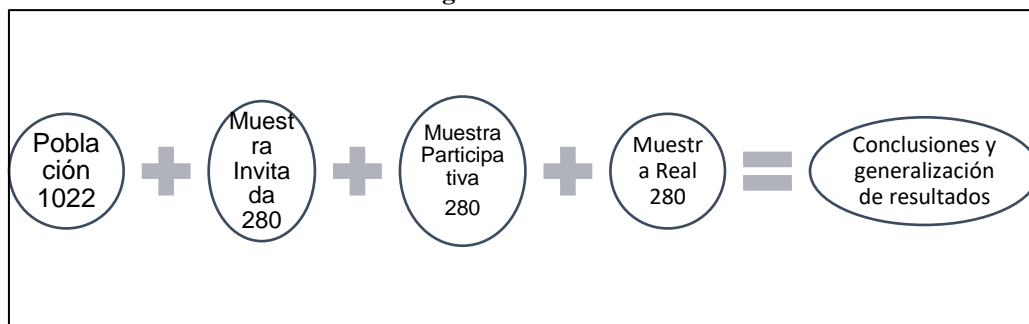 Pobla
ción
1022
Muest
ra
Invita
da
280
Muestra
Participa
tiva
280
Muestr
a Real
280
Conclusiones y
generalización
de resultados